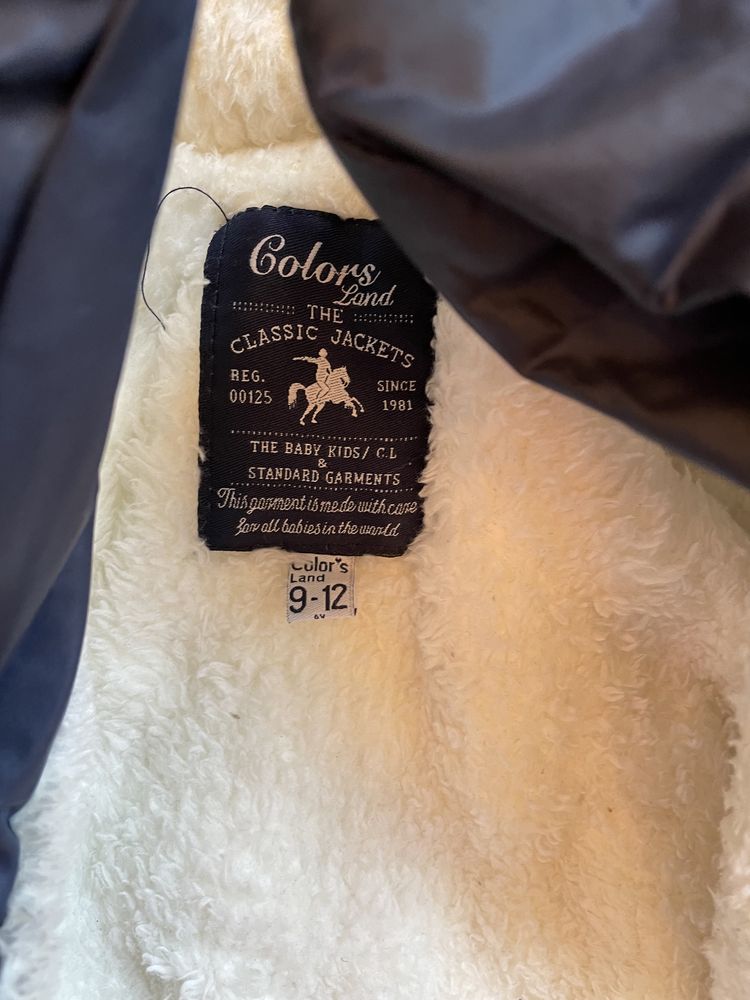 Colors
Land
THE
CLASSIC JACKETS
REG.
00125
SINCE
1981
THE BABY KIDS/ C.L
&
STANDARD GARMENTS
This garment is made with care
for all babies in the world
Color's
Land
9-12